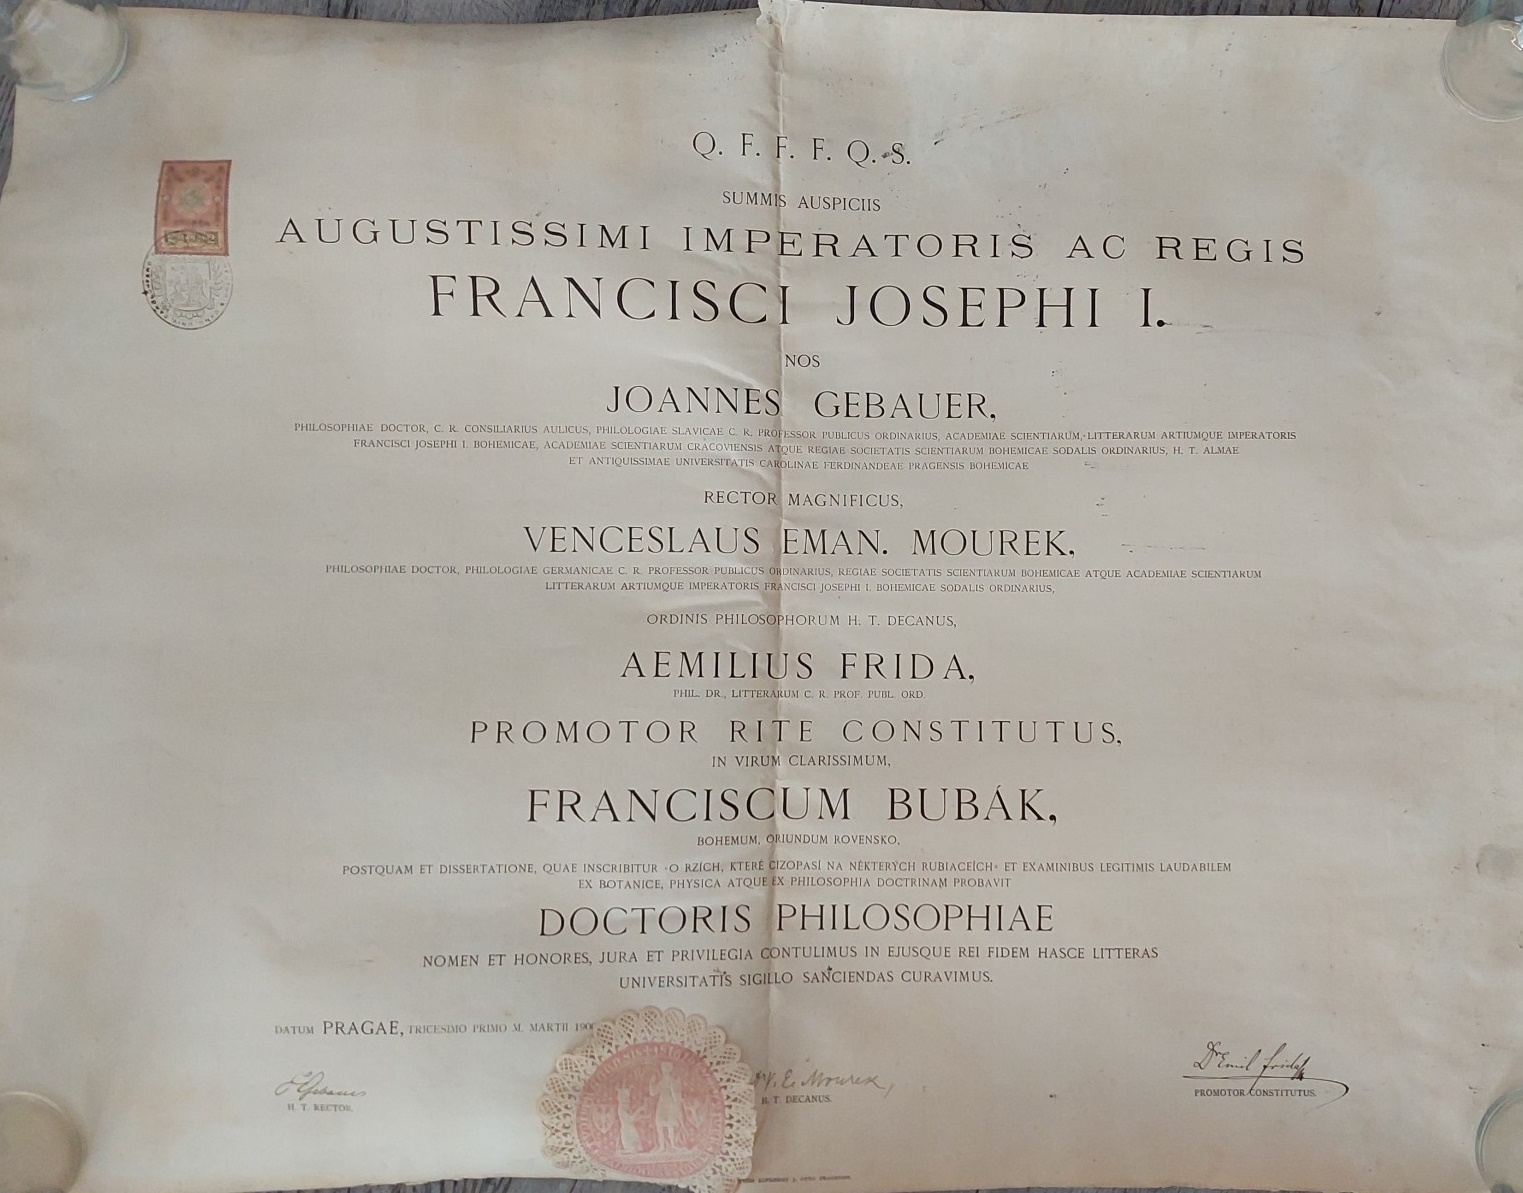 Q. F. F. F. Q. S.
SUMMIS AUSPICIIS
AUGUSTISSIMI IMPERATORIS AC REGIS
FRANCISCI JOSEPHI I.
NOS
JOANNES GEBAUER,
PHILOSOPHIAE DOCTOR, C. R. CONSILIARIUS AULICUS, PHILOLOGIAE SLAVICAE C. R. PROFESSOR PUBLICUS ORDINARIUS, ACADEMIAE SCIENTIARUM, LITTERARUM ARTIUMQUE IMPERATORIS
FRANCISCI JOSEPHI I. BOHEMICAE, ACADEMIAE SCIENTIARUM CRACOVIENSIS ATQUE REGIAE SOCIETATIS SCIENTIARUM BOHEMICAE SODALIS ORDINARIUS, H. T. ALMAE
ET ANTIQUISSIMAE UNIVERSITATIS CAROLINAE FERDINANDEAE PRAGENSIS BOHEMICAE
RECTOR MAGNIFICUS,
VENCESLAUS EMAN. MOUREK,
PHILOSOPHIAE DOCTOR, PHILOLOGIAE GERMANICAE C. R. PROFESSOR PUBLICUS ORDINARIUS, REGIAE SOCIETATIS SCIENTIARUM BOHEMICAE ATQUE ACADEMIAE SCIENTIARUM
LITTERARUM ARTIUMQUE IMPERATORIS FRANCISCI JOSEPHI I. BOHEMICAE SODALIS ORDINARIUS,
ORDINIS PHILOSOPHORUM H. T. DECANUS,
AEMILIUS FRIDA,
PHIL. DR., LITTERARUM C. R. PROF. PUBL. ORD.
PROMOTOR RITE CONSTITUTUS,
IN VIRUM CLARISSIMUM,
FRANCISCUM BUBÁK,
BOHEMUM, ORIUNDUM ROVENSKO,
POSTQUAM ET DISSERTATIONE, QUAE INSCRIBITUR »O RZÍCH, KTERÉ CIZOPASÍ NA NĚKTERÝCH RUBIACEÍCH« ET EXAMINIBUS LEGITIMIS LAUDABILEM
EX BOTANICE, PHYSICA ATQUE EX PHILOSOPHIA DOCTRINAM PROBAVIT
DOCTORIS PHILOSOPHIAE
NOMEN ET HONORES, JURA ET PRIVILEGIA CONTULIMUS IN EJUSQUE REI FIDEM HASCE LITTERAS
UNIVERSITATIS SIGILLO SANCIENDAS CURAVIMUS.
DATUM PRAGAE, TRICESIMO PRIMO M. MARTII
J Gebauer
H. T. RECTOR.
W. E. Mourek,
H. T. DECANUS.
Dr Emil Frida
PROMOTOR CONSTITUTUS.